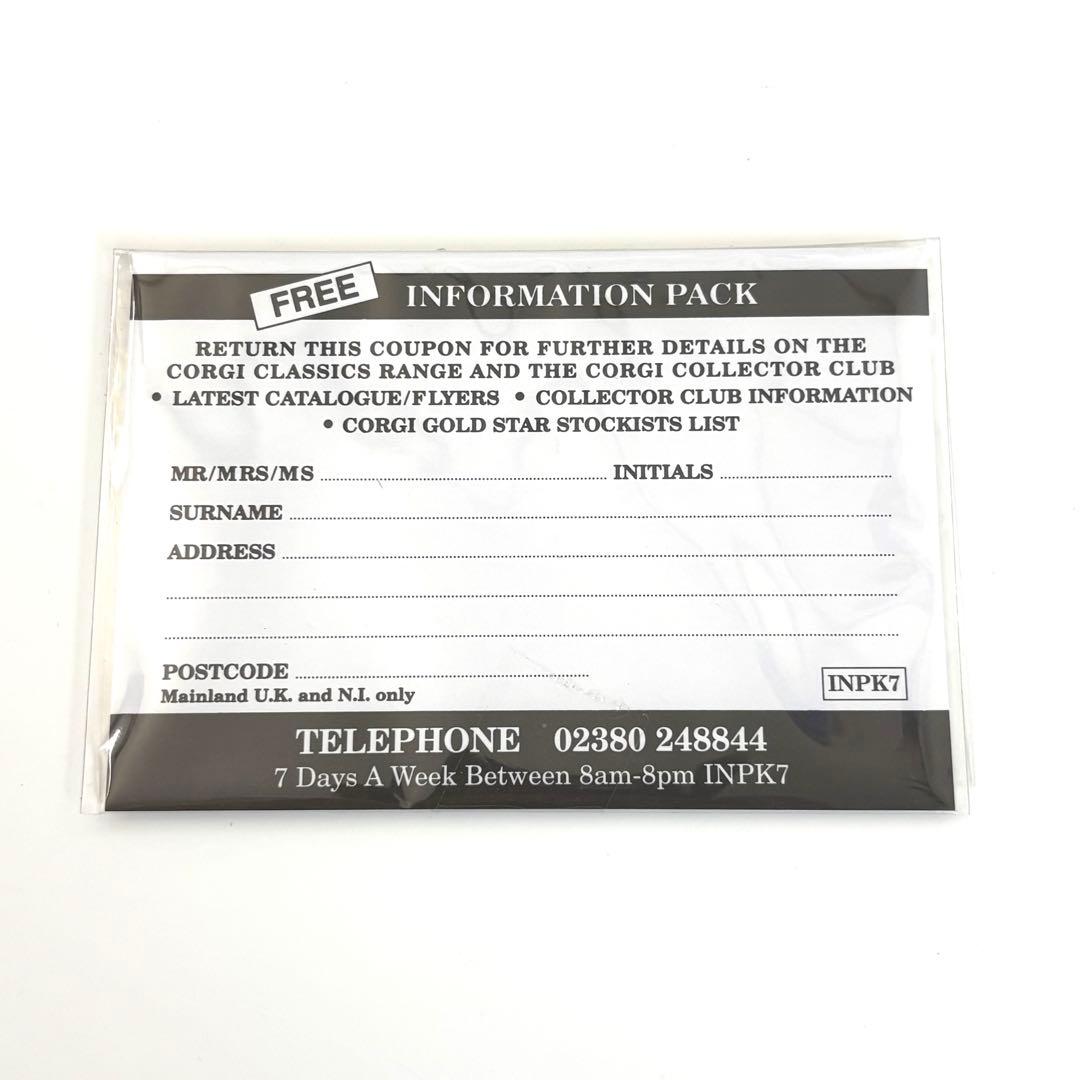 FREE INFORMATION PACK
RETURN THIS COUPON FOR FURTHER DETAILS ON THE
CORGI CLASSICS RANGE AND THE CORGI COLLECTOR CLUB
• LATEST CATALOGUE/FLYERS • COLLECTOR CLUB INFORMATION
• CORGI GOLD STAR STOCKISTS LIST
MR/MRS/MS ........................ INITIALS ................
SURNAME ........................
ADDRESS ........................
POSTCODE ........................
Mainland U.K. and N.I. only
INPK7
TELEPHONE 02380 248844
7 Days A Week Between 8am-8pm INPK7